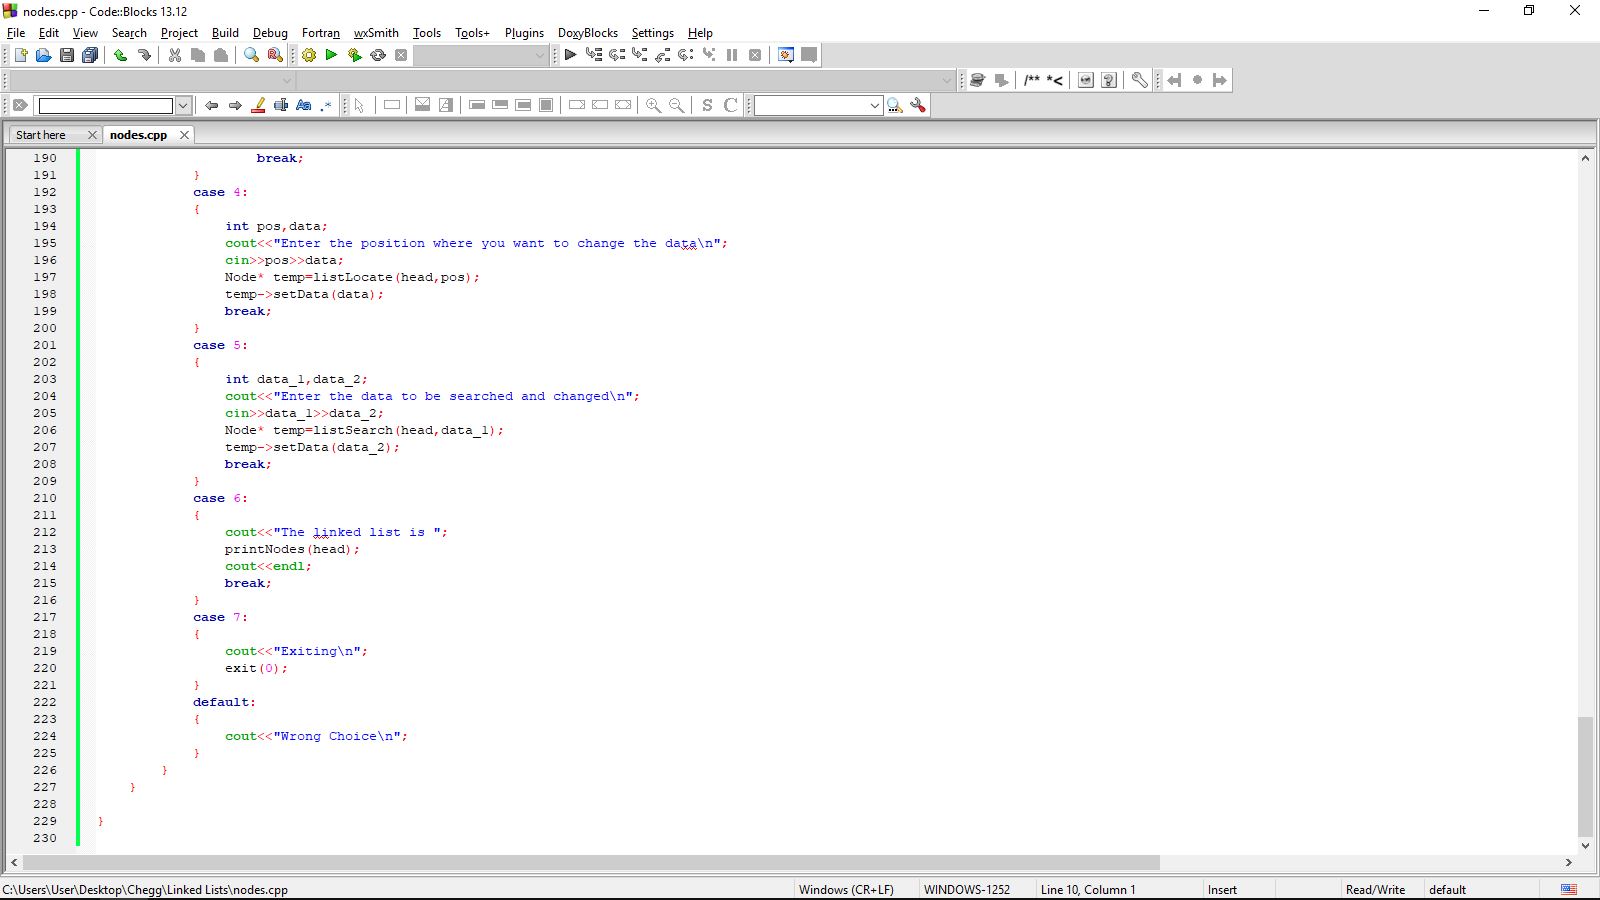 nodes.cpp - Code::Blocks 13.12
File Edit View Search Project Build Debug Fortran wxSmith Tools Tools+ Plugins DoxyBlocks Settings Help
/** *<
Aa .* S C
Start here nodes.cpp
190 break;
191 }
192 case 4:
193 {
194 int pos,data;
195 cout<<"Enter the position where you want to change the data\n";
196 cin>>pos>>data;
197 Node* temp=listLocate(head,pos);
198 temp->setData(data);
199 break;
200 }
201 case 5:
202 {
203 int data_1,data_2;
204 cout<<"Enter the data to be searched and changed\n";
205 cin>>data_1>>data_2;
206 Node* temp=listSearch(head,data_1);
207 temp->setData(data_2);
208 break;
209 }
210 case 6:
211 {
212 cout<<"The linked list is ";
213 printNodes(head);
214 cout<<endl;
215 break;
216 }
217 case 7:
218 {
219 cout<<"Exiting\n";
220 exit(0);
221 }
222 default:
223 {
224 cout<<"Wrong Choice\n";
225 }
226 }
227 }
228
229 }
230
C:\Users\User\Desktop\Chegg\Linked Lists\nodes.cpp Windows (CR+LF) WINDOWS-1252 Line 10, Column 1 Insert Read/Write default